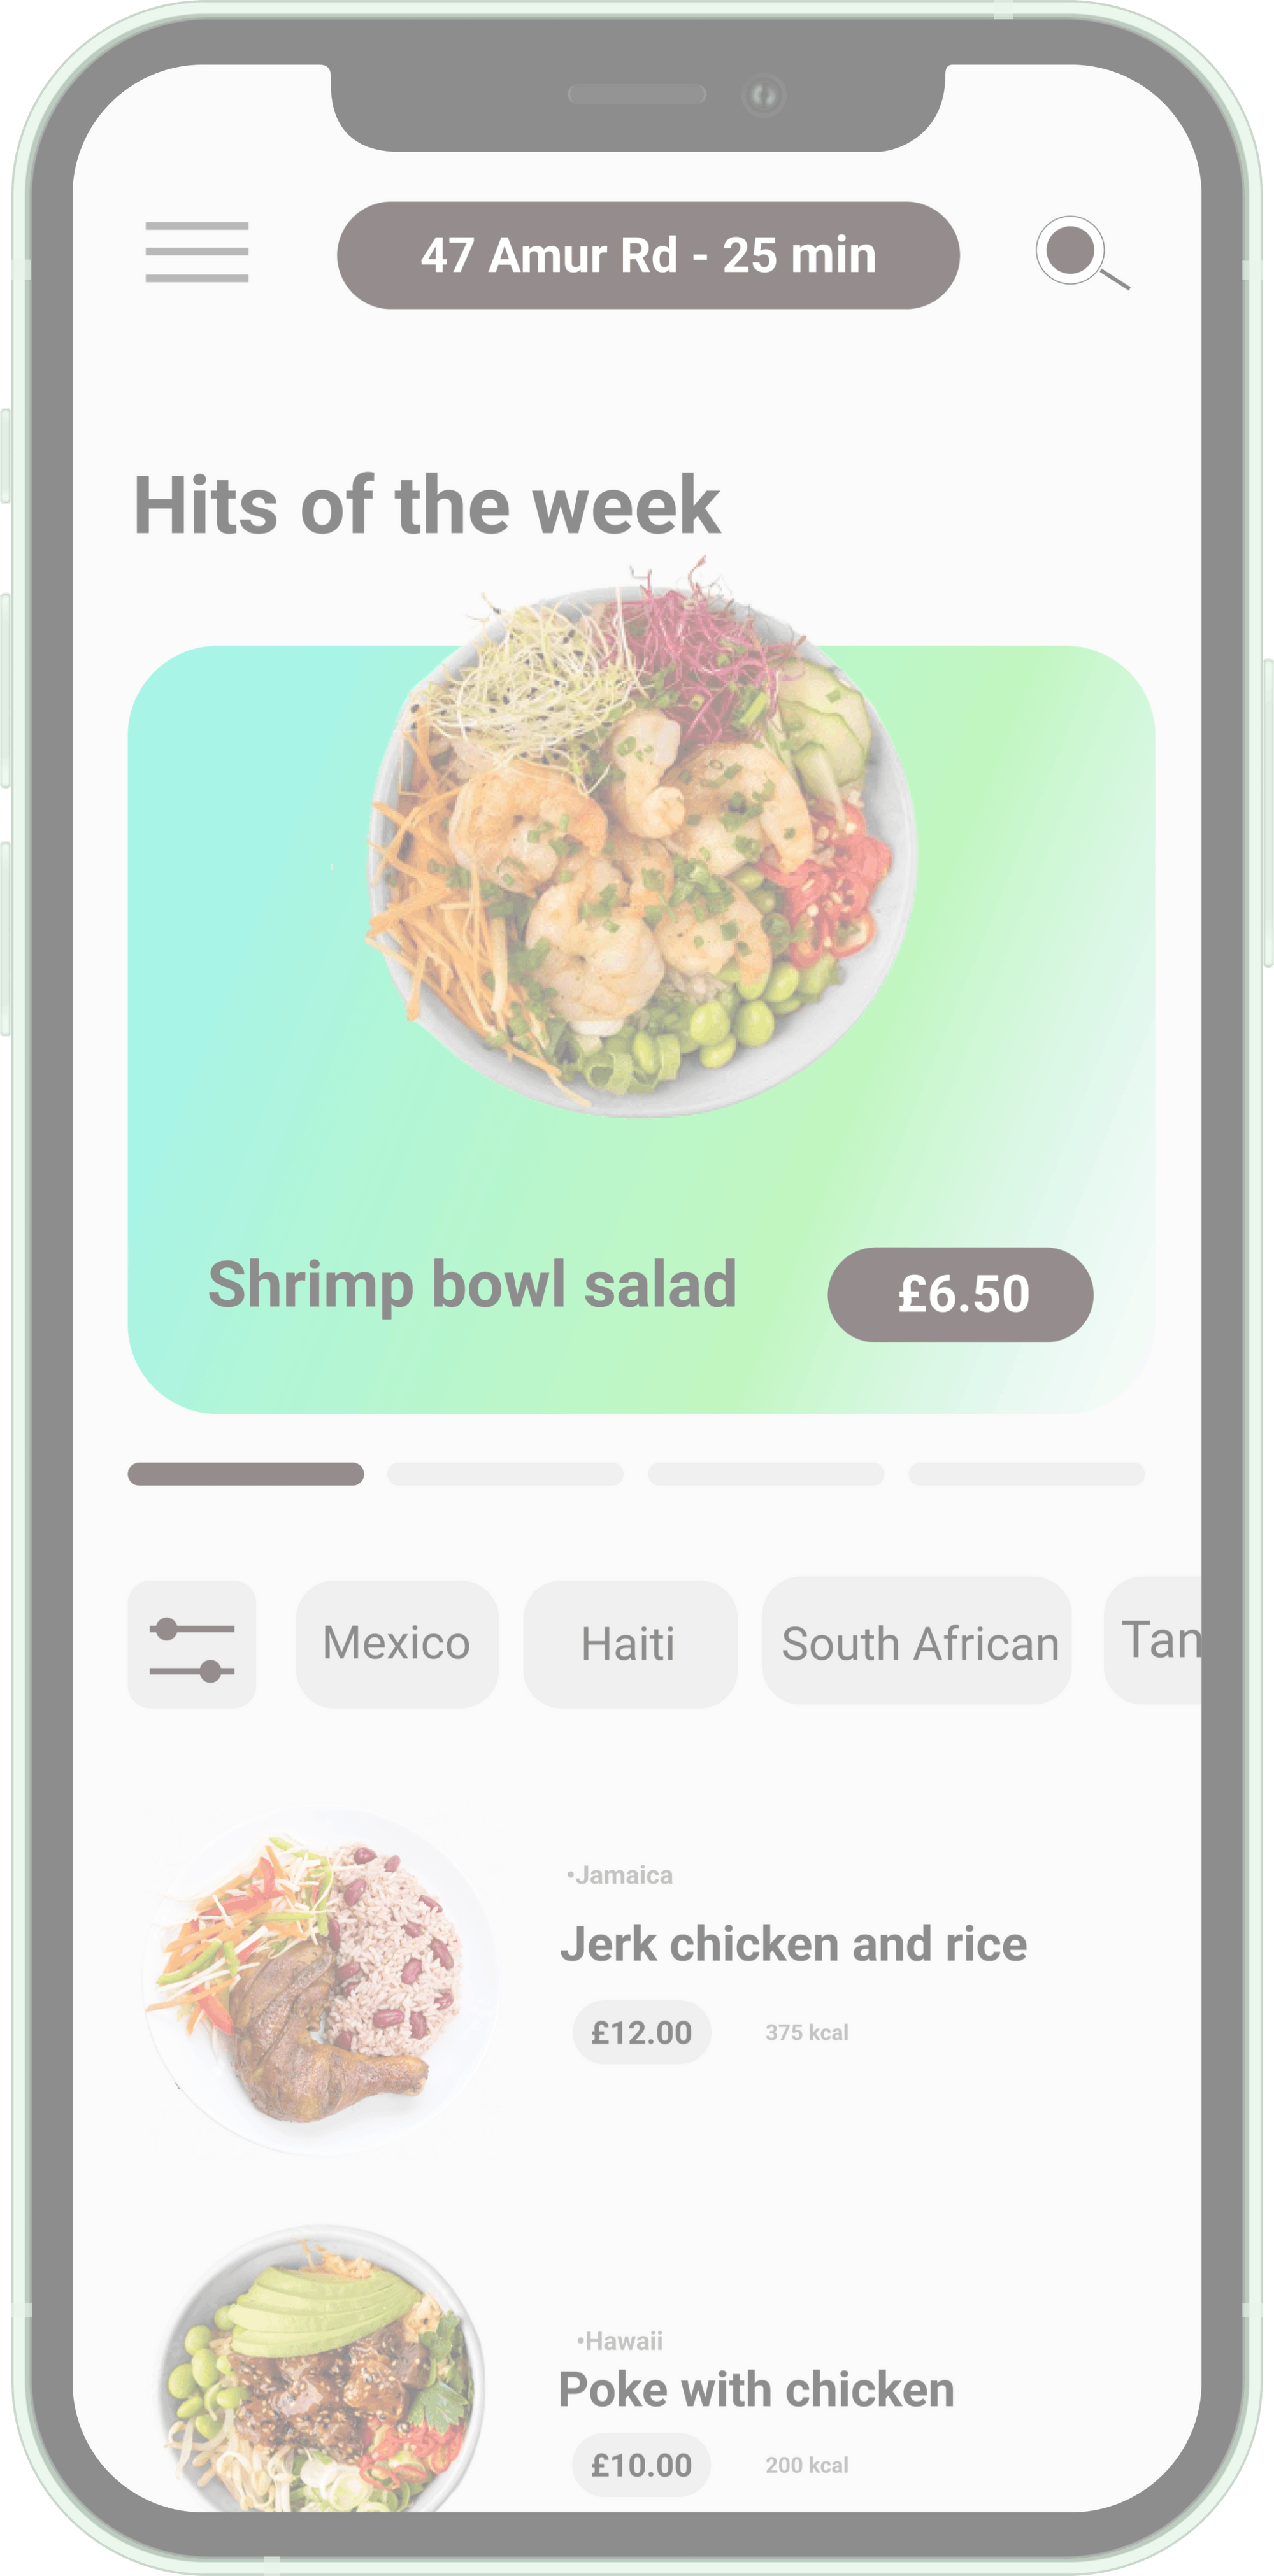 47 Amur Rd - 25 min
Hits of the week
Shrimp bowl salad
£6.50
Mexico
Haiti
South African
Tan
•Jamaica
Jerk chicken and rice
£12.00
375 kcal
•Hawaii
Poke with chicken
£10.00
200 kcal